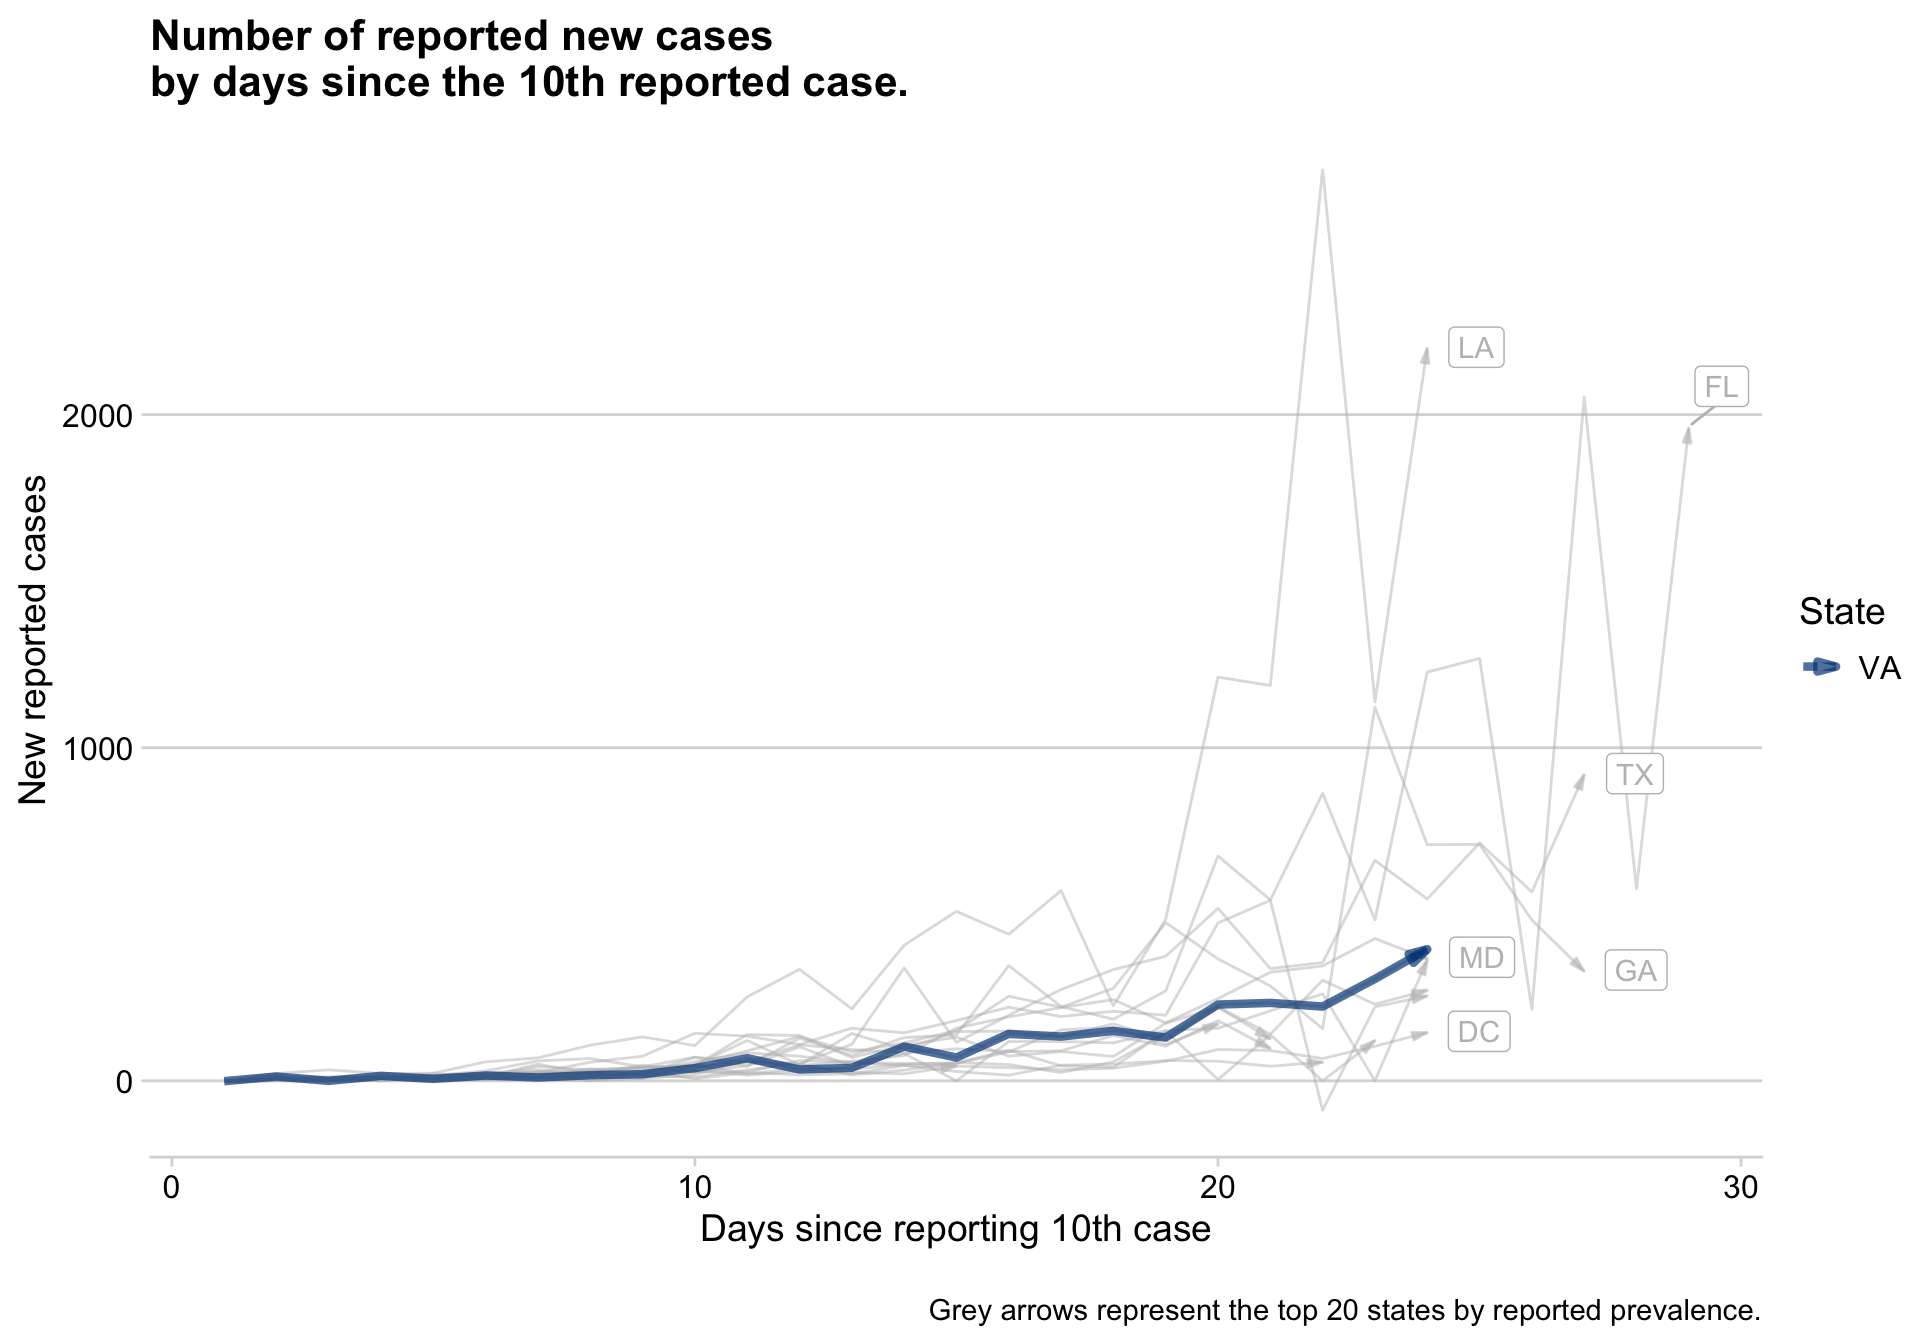 Number of reported new cases
by days since the 10th reported case.
LA
FL
2000
New reported cases
State
VA
1000
TX
MD
GA
DC
0
0
10
20
30
Days since reporting 10th case
Grey arrows represent the top 20 states by reported prevalence.